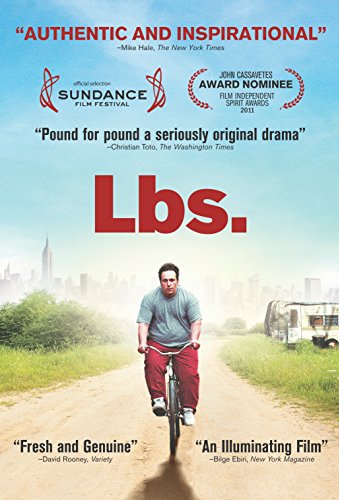 "AUTHENTIC AND INSPIRATIONAL"
–Mike Hale, The New York Times
official selection
SUNDANCE
FILM FESTIVAL
JOHN CASSAVETES
AWARD NOMINEE
FILM INDEPENDENT
SPIRIT AWARDS
2011
"Pound for pound a seriously original drama"
–Christian Toto, The Washington Times
Lbs.
"Fresh and Genuine"
–David Rooney, Variety
"An Illuminating Film"
–Bilge Ebiri, New York Magazine